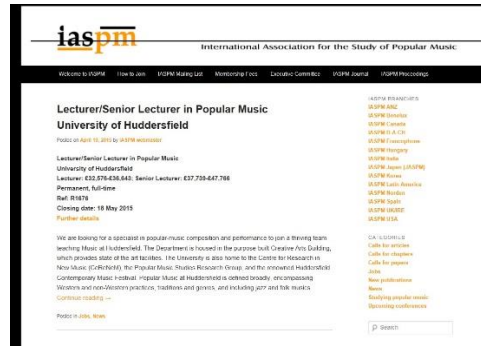 iaspm
International Association for the Study of Popular Music
Welcome to IASPM How to Join IASPM Mailing List Membership Fees Executive Committee IASPM Journal IASPM Proceedings
Lecturer/Senior Lecturer in Popular Music
University of Huddersfield
Posted on April 10, 2015 by IASPM webmaster
Lecturer/Senior Lecturer in Popular Music
University of Huddersfield
Lecturer: £32,576-£36,643; Senior Lecturer: £37,700-£47,766
Permanent, full-time
Ref: R1676
Closing date: 18 May 2015
Further details
We are looking for a specialist in popular-music composition and performance to join a thriving team
teaching Music at Huddersfield. The Department is housed in the purpose built Creative Arts Building,
which provides state of the art facilities. The University is also home to the Centre for Research in
New Music (CeReNeM), the Popular Music Studies Research Group, and the renowned Huddersfield
Contemporary Music Festival. Popular Music at Huddersfield is defined broadly, encompassing
Western and non-Western practices, traditions and genres, and including jazz and folk musics.
Continue reading →
Posted in Jobs, News
IASPM BRANCHES
IASPM ANZ
IASPM Benelux
IASPM Canada
IASPM D-A-CH
IASPM Francophone
IASPM Hungary
IASPM India
IASPM Japan (JASPM)
IASPM Korea
IASPM Latin America
IASPM Norden
IASPM Spain
IASPM UK/IRE
IASPM USA
CATEGORIES
Calls for articles
Calls for chapters
Calls for papers
Jobs
New publications
News
Studying popular music
Upcoming conferences
Search